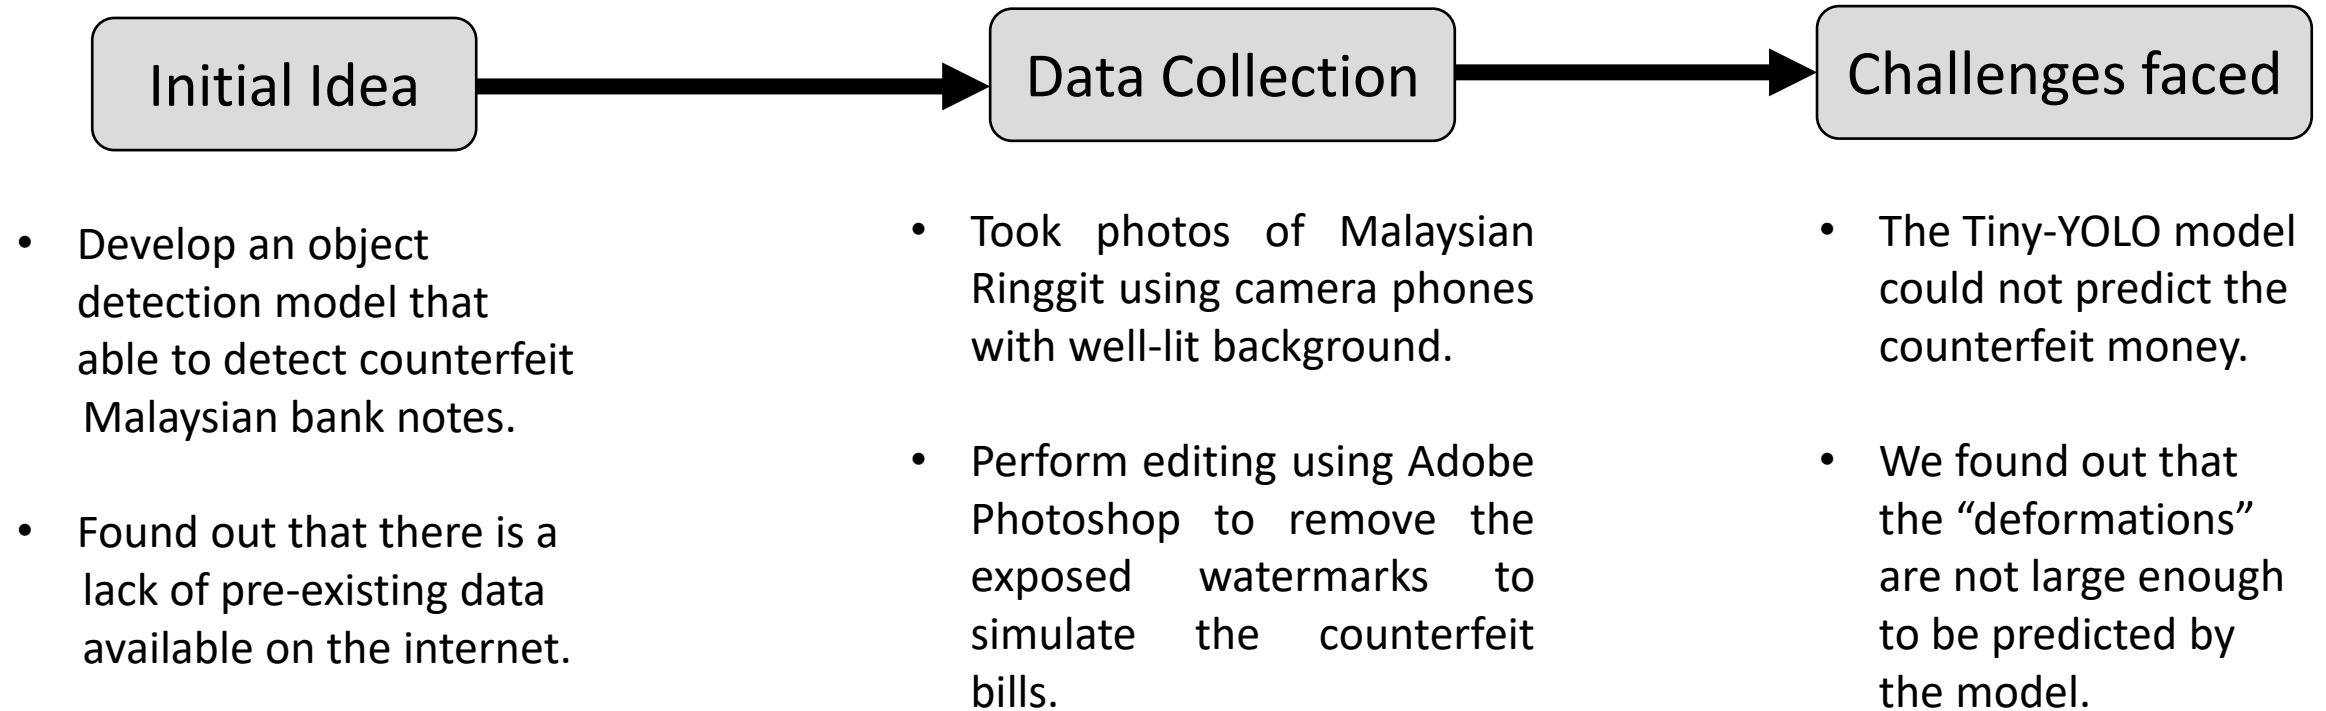 Initial Idea
Data Collection
Challenges faced
• Develop an object
detection model that
able to detect counterfeit
Malaysian bank notes.
• Found out that there is a
lack of pre-existing data
available on the internet.
• Took photos of Malaysian
Ringgit using camera phones
with well-lit background.
• Perform editing using Adobe
Photoshop to remove the
exposed watermarks to
simulate the counterfeit
bills.
• The Tiny-YOLO model
could not predict the
counterfeit money.
• We found out that
the “deformations”
are not large enough
to be predicted by
the model.